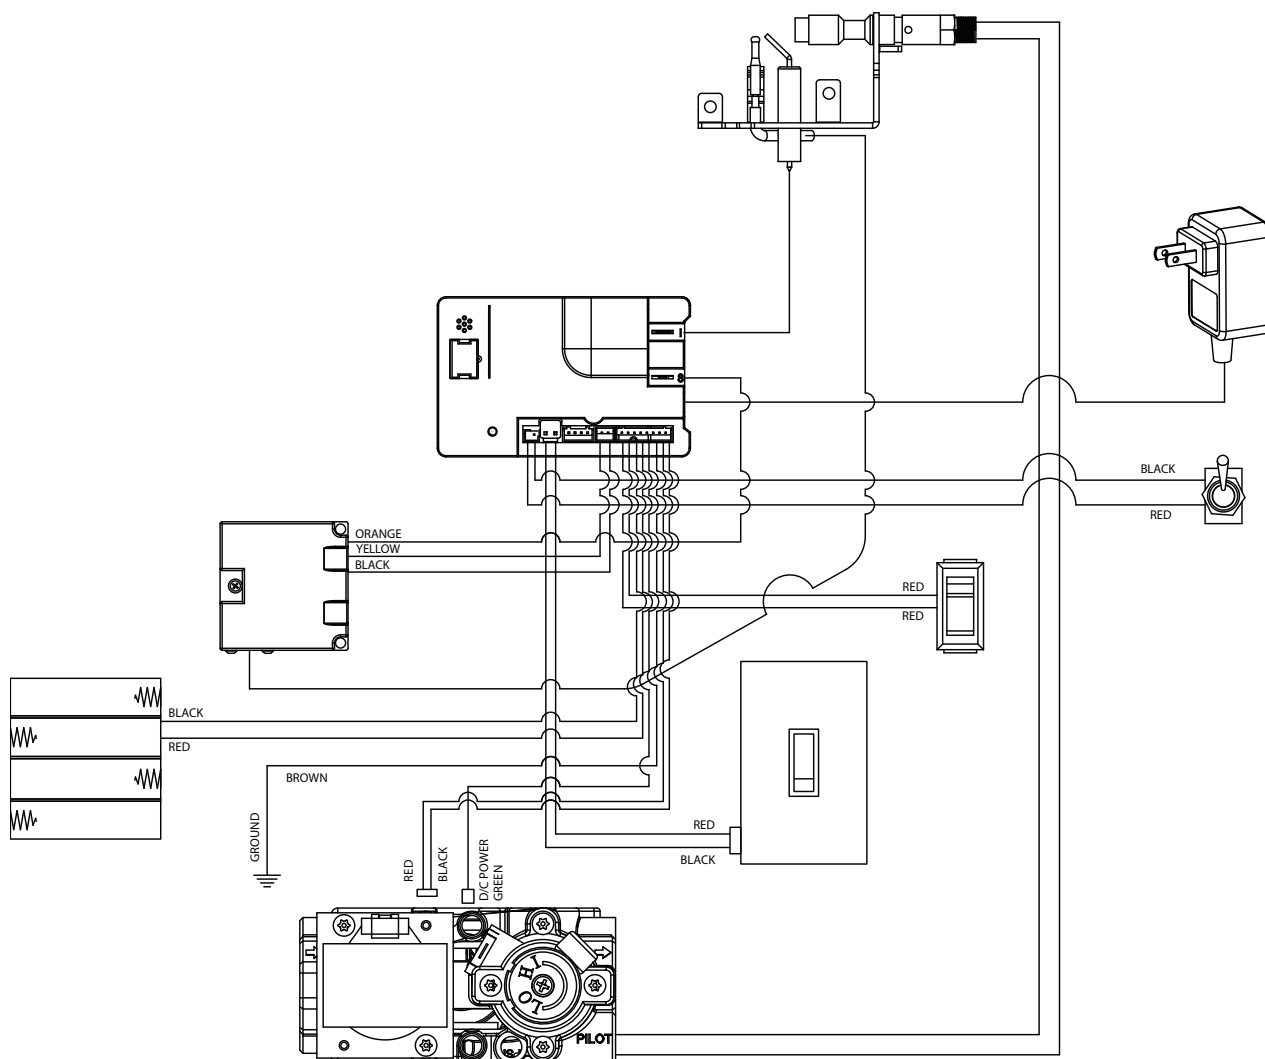 BLACK
RED
ORANGE
YELLOW
BLACK
RED
RED
BLACK
RED
BROWN
GROUND
RED
BLACK
RED
BLACK
D/C POWER
GREEN
HI
LO
PILOT